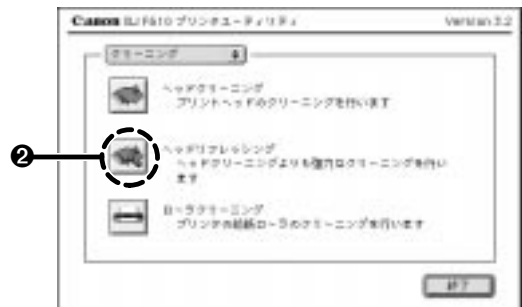 Canon BJ F610 プリンタユーティリティ Version 3.2
クリーニング
ヘッドクリーニング
プリントヘッドのクリーニングを行います
❷
ヘッドリフレッシング
ヘッドクリーニングよりも強力なクリーニングを行い
ます
ローラクリーニング
プリンタの給紙ローラのクリーニングを行います
終了